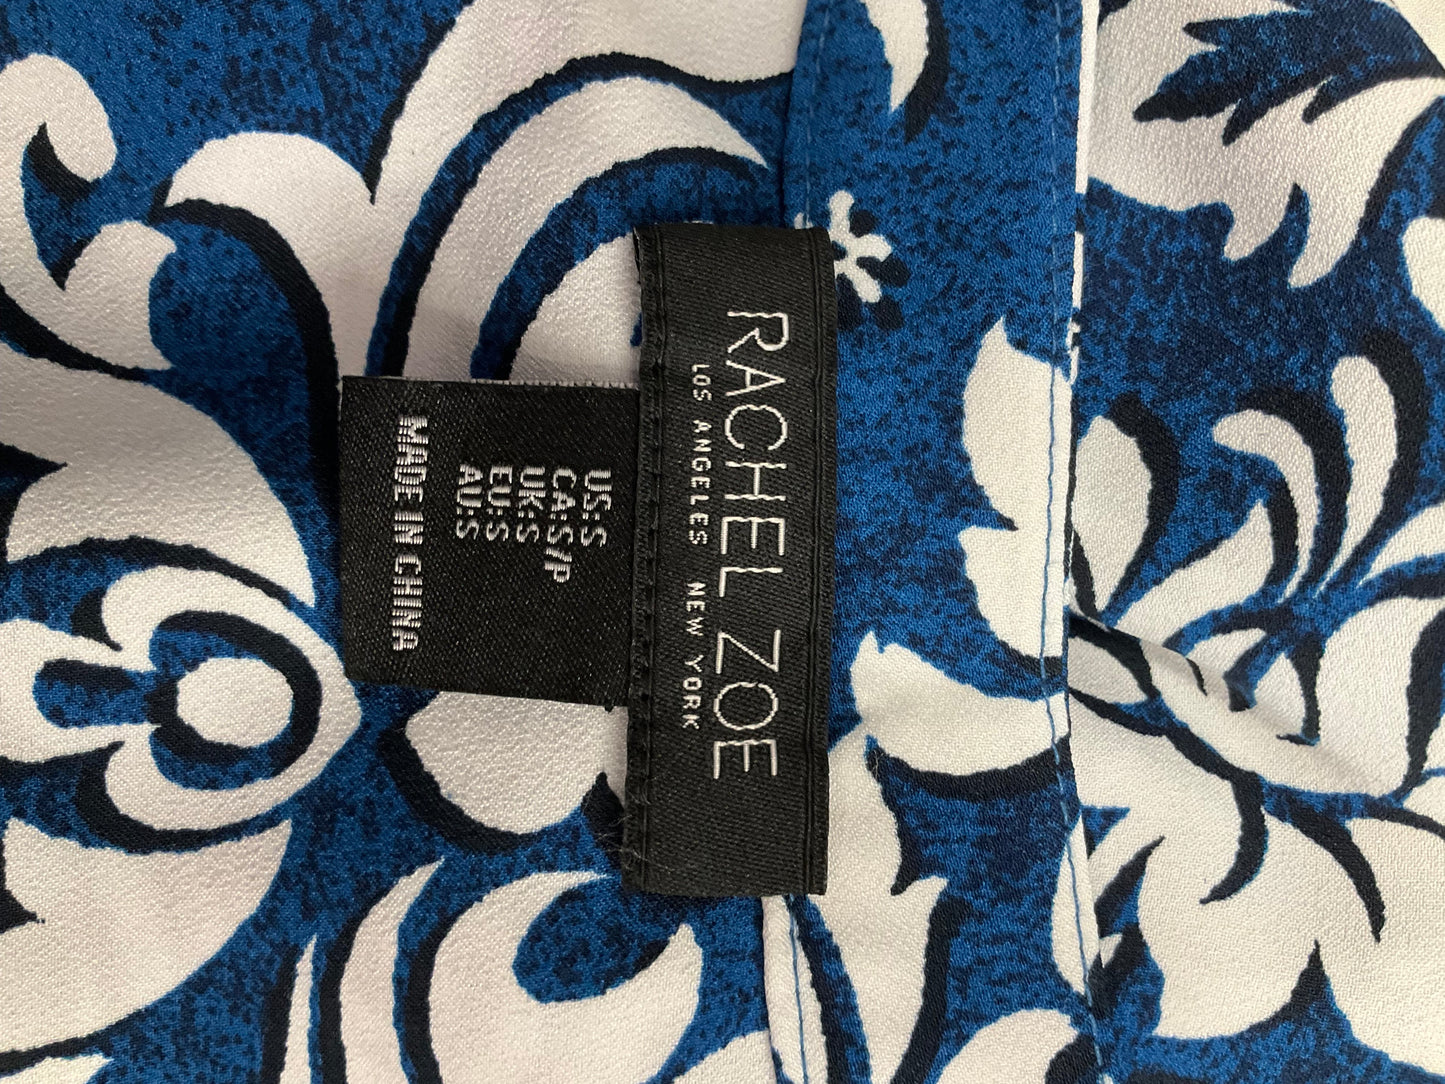 RACHEL ZOE
LOS ANGELES NEW YORK
US:S
CA:S/P
UK:S
EU:S
AU:S
MADE IN CHINA